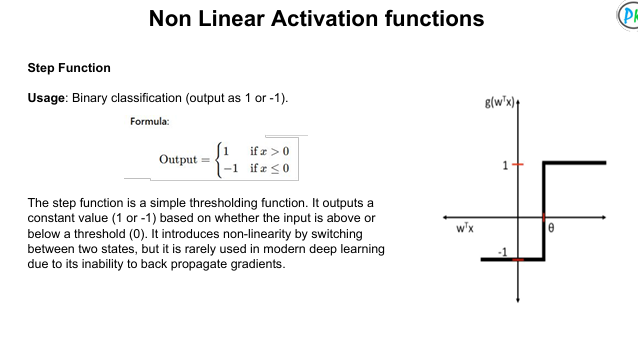 Non Linear Activation functions
Step Function
Usage: Binary classification (output as 1 or -1).
Formula:
Output = { 1 if x > 0
−1 if x ≤ 0
The step function is a simple thresholding function. It outputs a
constant value (1 or -1) based on whether the input is above or
below a threshold (0). It introduces non-linearity by switching
between two states, but it is rarely used in modern deep learning
due to its inability to back propagate gradients.
g(wᵀx)
1
wᵀx
θ
-1